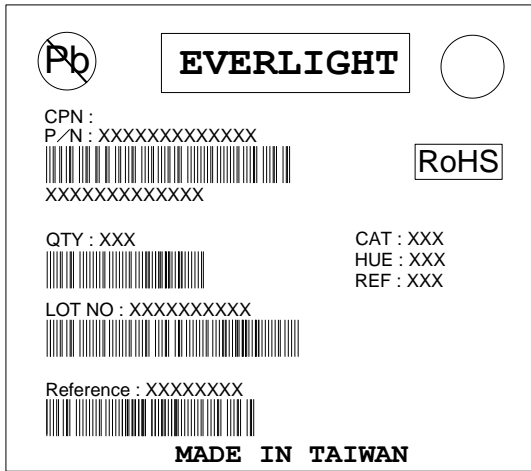 Pb
EVERLIGHT
CPN :
P/N : XXXXXXXXXXXXX
RoHS
XXXXXXXXXXXXX
QTY : XXX
CAT : XXX
HUE : XXX
REF : XXX
LOT NO : XXXXXXXXXX
Reference : XXXXXXXX
MADE IN TAIWAN